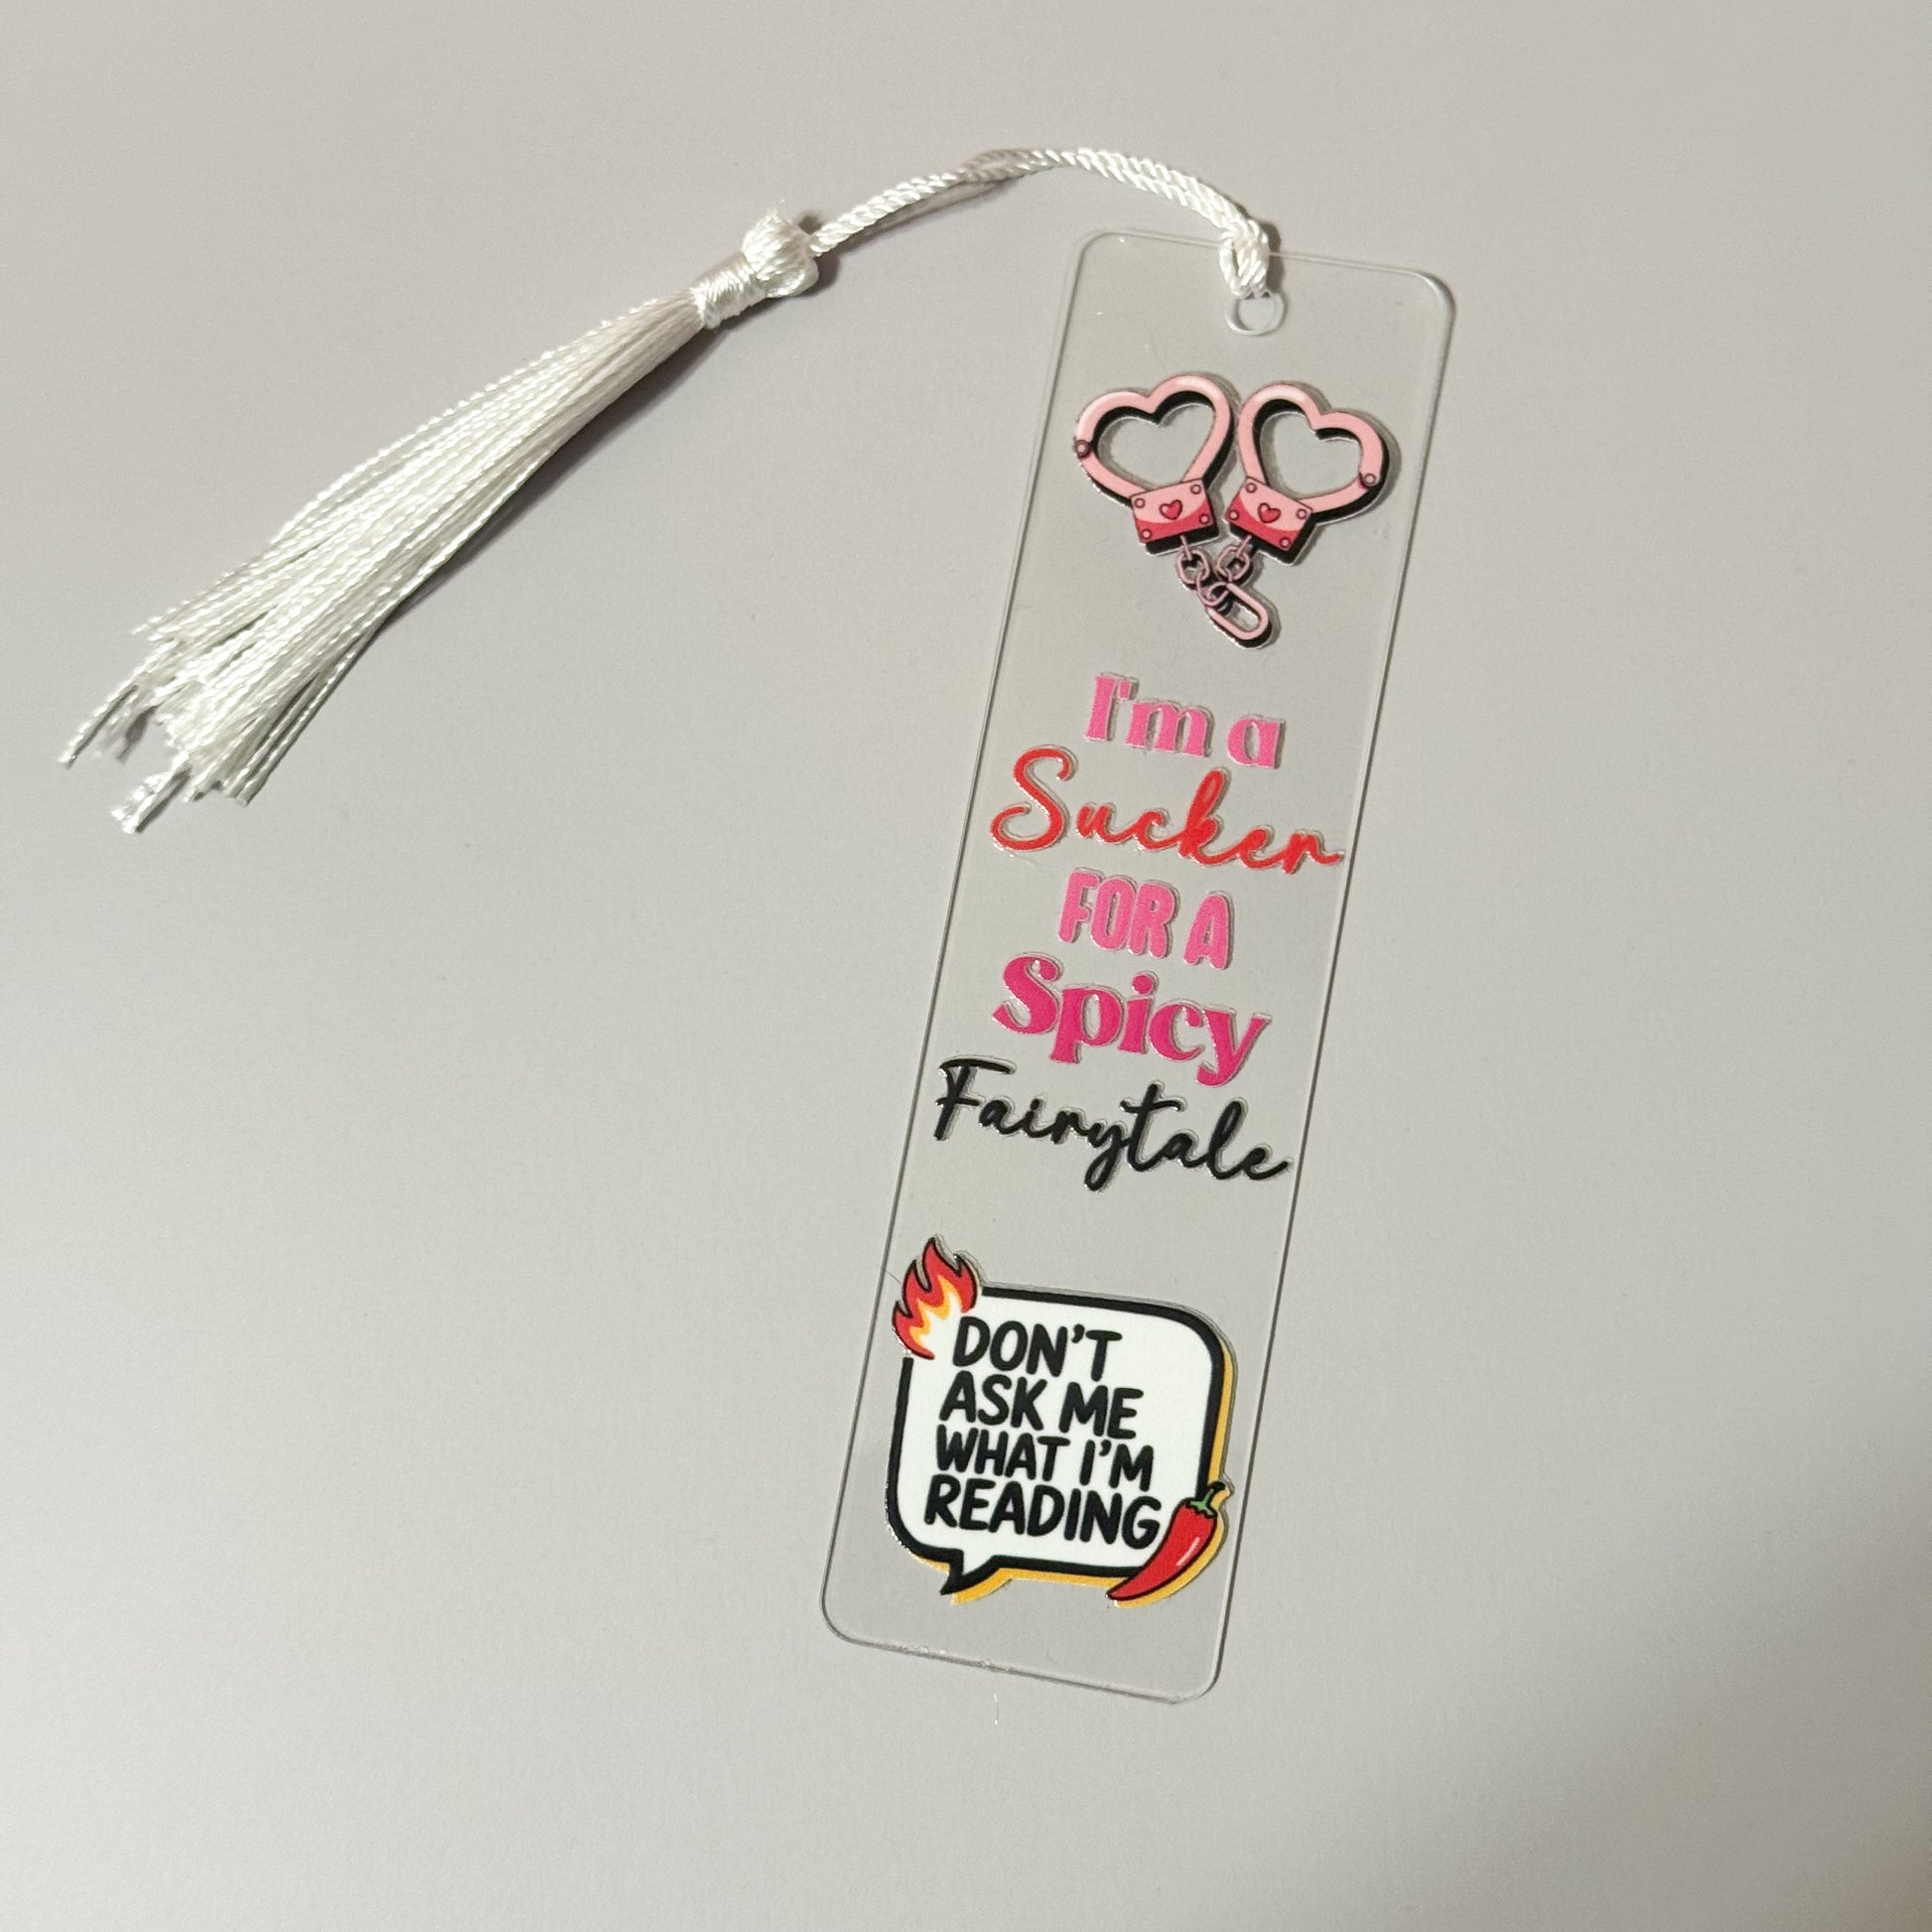 I'm a
Sucker
FOR A
Spicy
Fairytale
DON'T
ASK ME
WHAT I'M
READING